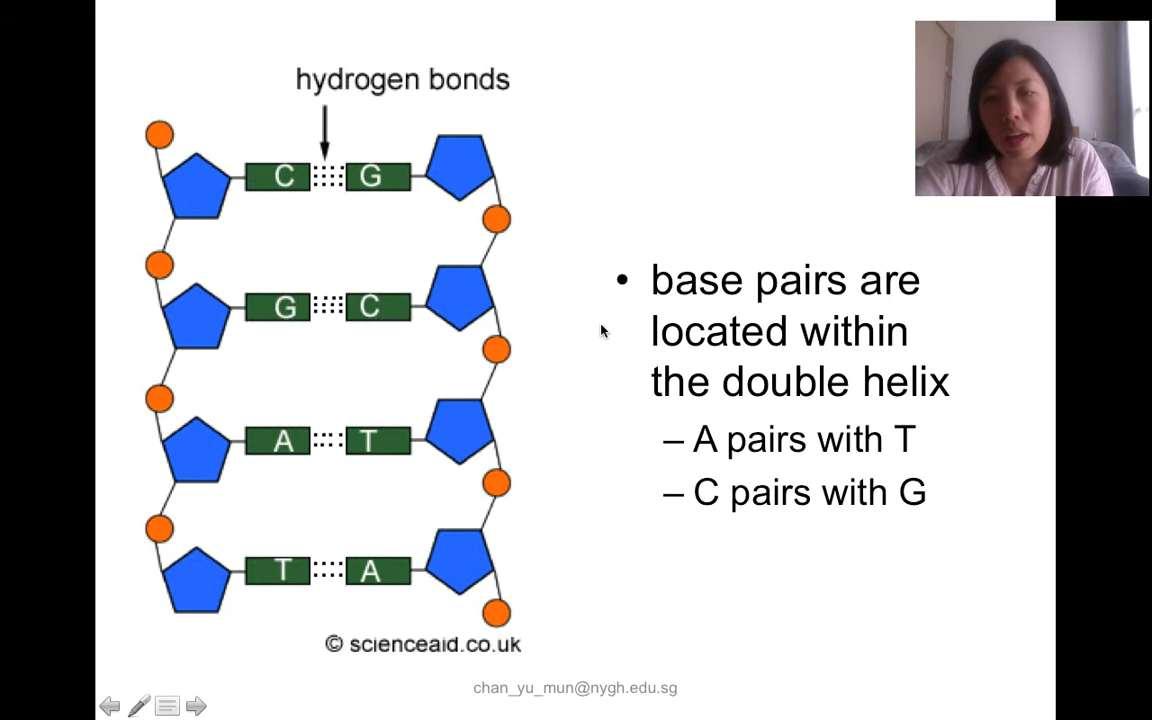 hydrogen bonds
C G
G C
A T
T A
© scienceaid.co.uk
• base pairs are
located within
the double helix
– A pairs with T
– C pairs with G
chan_yu_mun@nygh.edu.sg